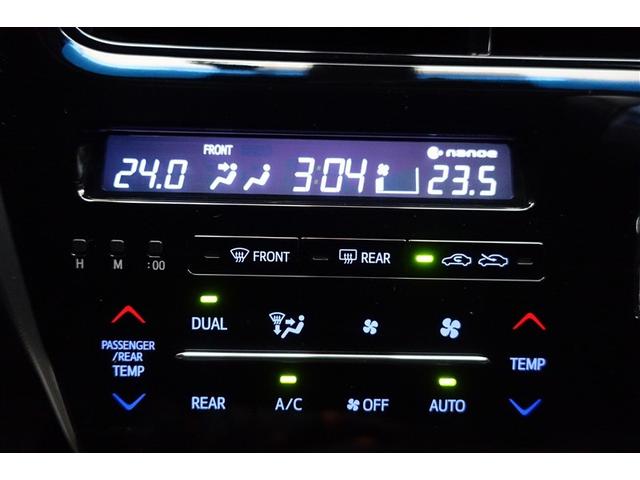 FRONT
nanoe
24.0 3:04 23.5
H M :00 FRONT REAR
DUAL
PASSENGER
/REAR
TEMP TEMP
REAR A/C OFF AUTO